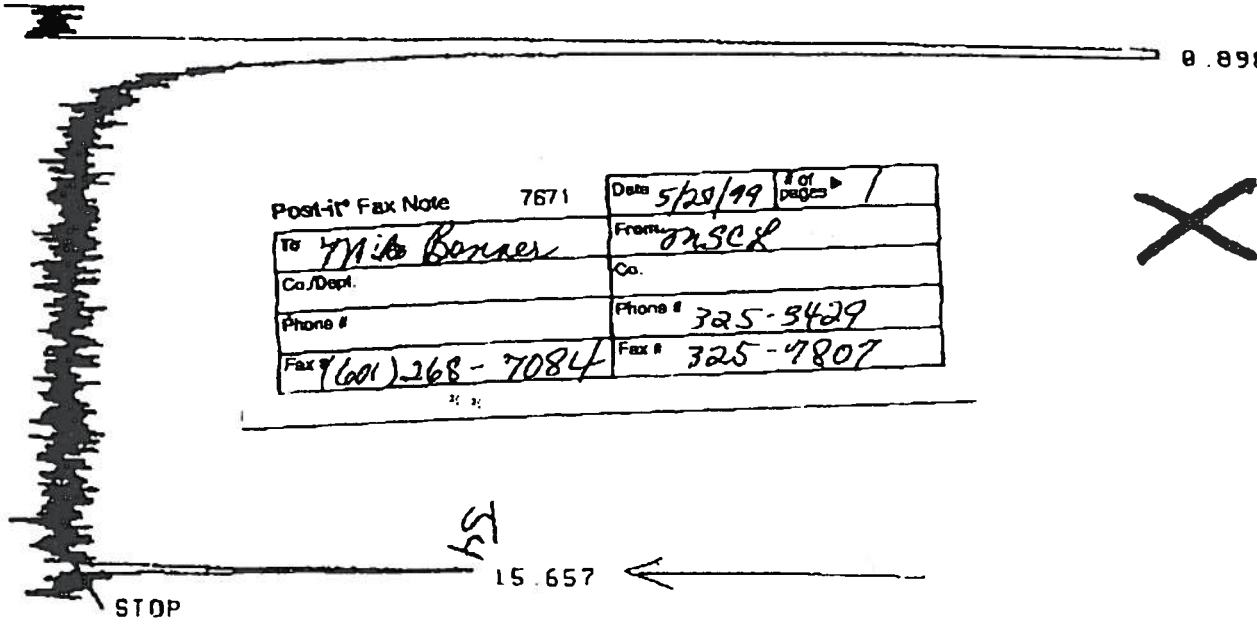 0.898
Post-it® Fax Note 7671
Date 5/28/99 # of pages ▶ 1
To Mike Bonner
From MSCL
Co./Dept.
Co.
Phone #
Phone # 325-3429
Fax # (601) 268-7084
Fax # 325-7807
15.657
STOP